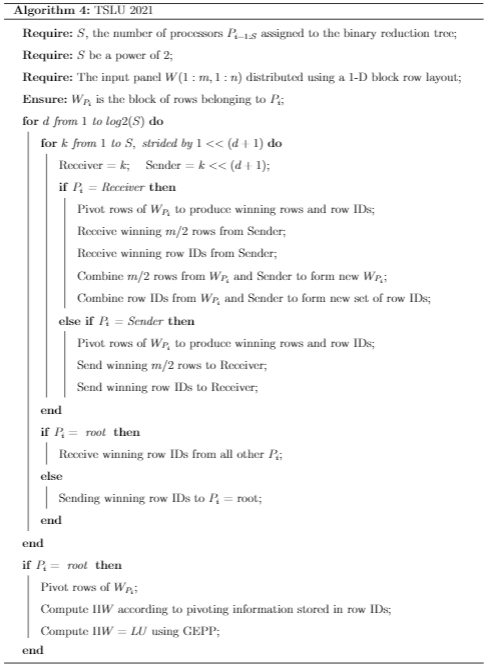 Algorithm 4: TSLU 2021
Require: S, the number of processors P_{i=1:S} assigned to the binary reduction tree;
Require: S be a power of 2;
Require: The input panel W(1 : m, 1 : n) distributed using a 1-D block row layout;
Ensure: W_{P_i} is the block of rows belonging to P_i;
for d from 1 to log2(S) do
for k from 1 to S, strided by 1 << (d + 1) do
Receiver = k; Sender = k << (d + 1);
if P_i = Receiver then
Pivot rows of W_{P_i} to produce winning rows and row IDs;
Receive winning m/2 rows from Sender;
Receive winning row IDs from Sender;
Combine m/2 rows from W_{P_i} and Sender to form new W_{P_i};
Combine row IDs from W_{P_i} and Sender to form new set of row IDs;
else if P_i = Sender then
Pivot rows of W_{P_i} to produce winning rows and row IDs;
Send winning m/2 rows to Receiver;
Send winning row IDs to Receiver;
end
if P_i = root then
Receive winning row IDs from all other P_i;
else
Sending winning row IDs to P_i = root;
end
end
if P_i = root then
Pivot rows of W_{P_i};
Compute ΠW according to pivoting information stored in row IDs;
Compute ΠW = LU using GEPP;
end